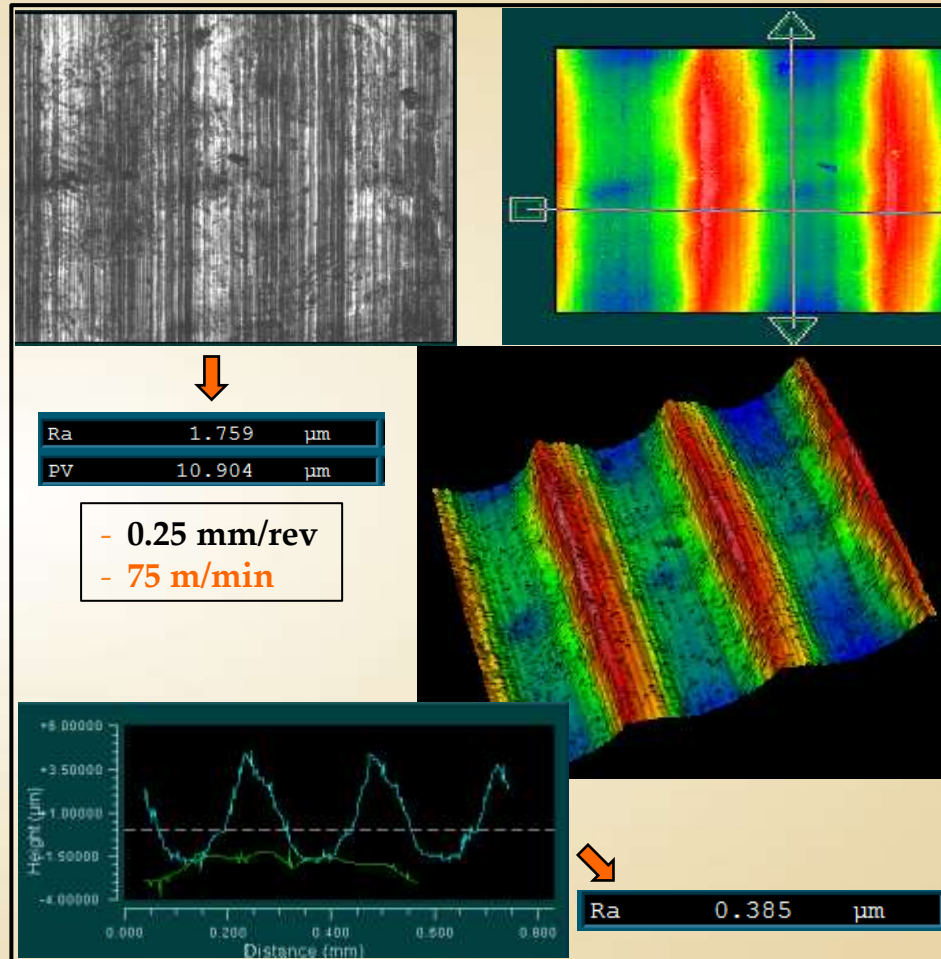 Ra 1.759 µm
PV 10.904 µm
- 0.25 mm/rev
- 75 m/min
+6.00000
+3.50000
+1.00000
-1.50000
-4.00000
Height (µm)
0.000 0.200 0.400 0.600 0.800
Distance (mm)
Ra 0.385 µm